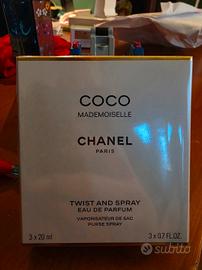 COCO
MADEMOISELLE
CHANEL
PARIS
TWIST AND SPRAY
EAU DE PARFUM
VAPORISATEUR DE SAC
PURSE SPRAY
3 x 20 ml
3 x 0.7 FL.OZ.
subito